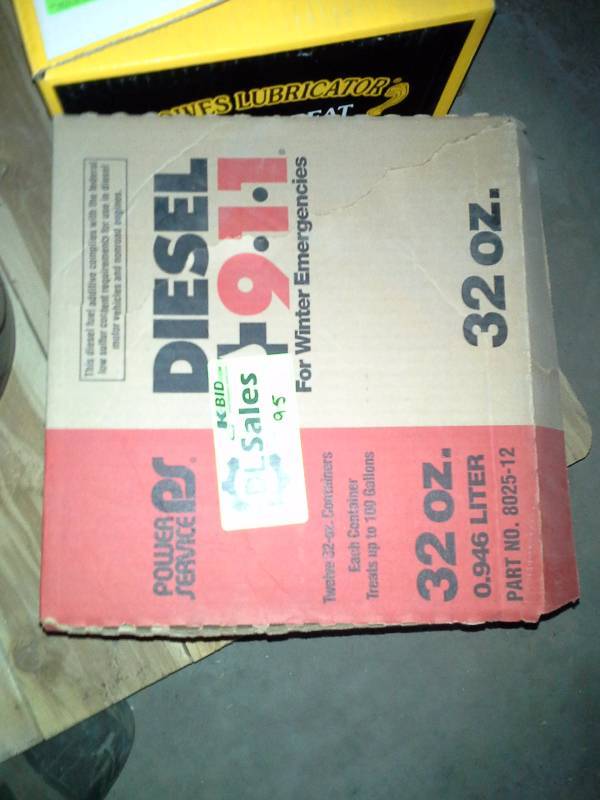 LUBRICATOR
This diesel fuel additive complies with the federal
low sulfur content requirements for use in diesel
motor vehicles and nonroad engines.
DIESEL
9·1·1®
For Winter Emergencies
32 OZ.
K-BID
Sales
95
POWER
SERVICE PS®
Twelve 32-oz. Containers
Each Container
Treats up to 100 Gallons
32 OZ.
0.946 LITER
PART NO. 8025-12